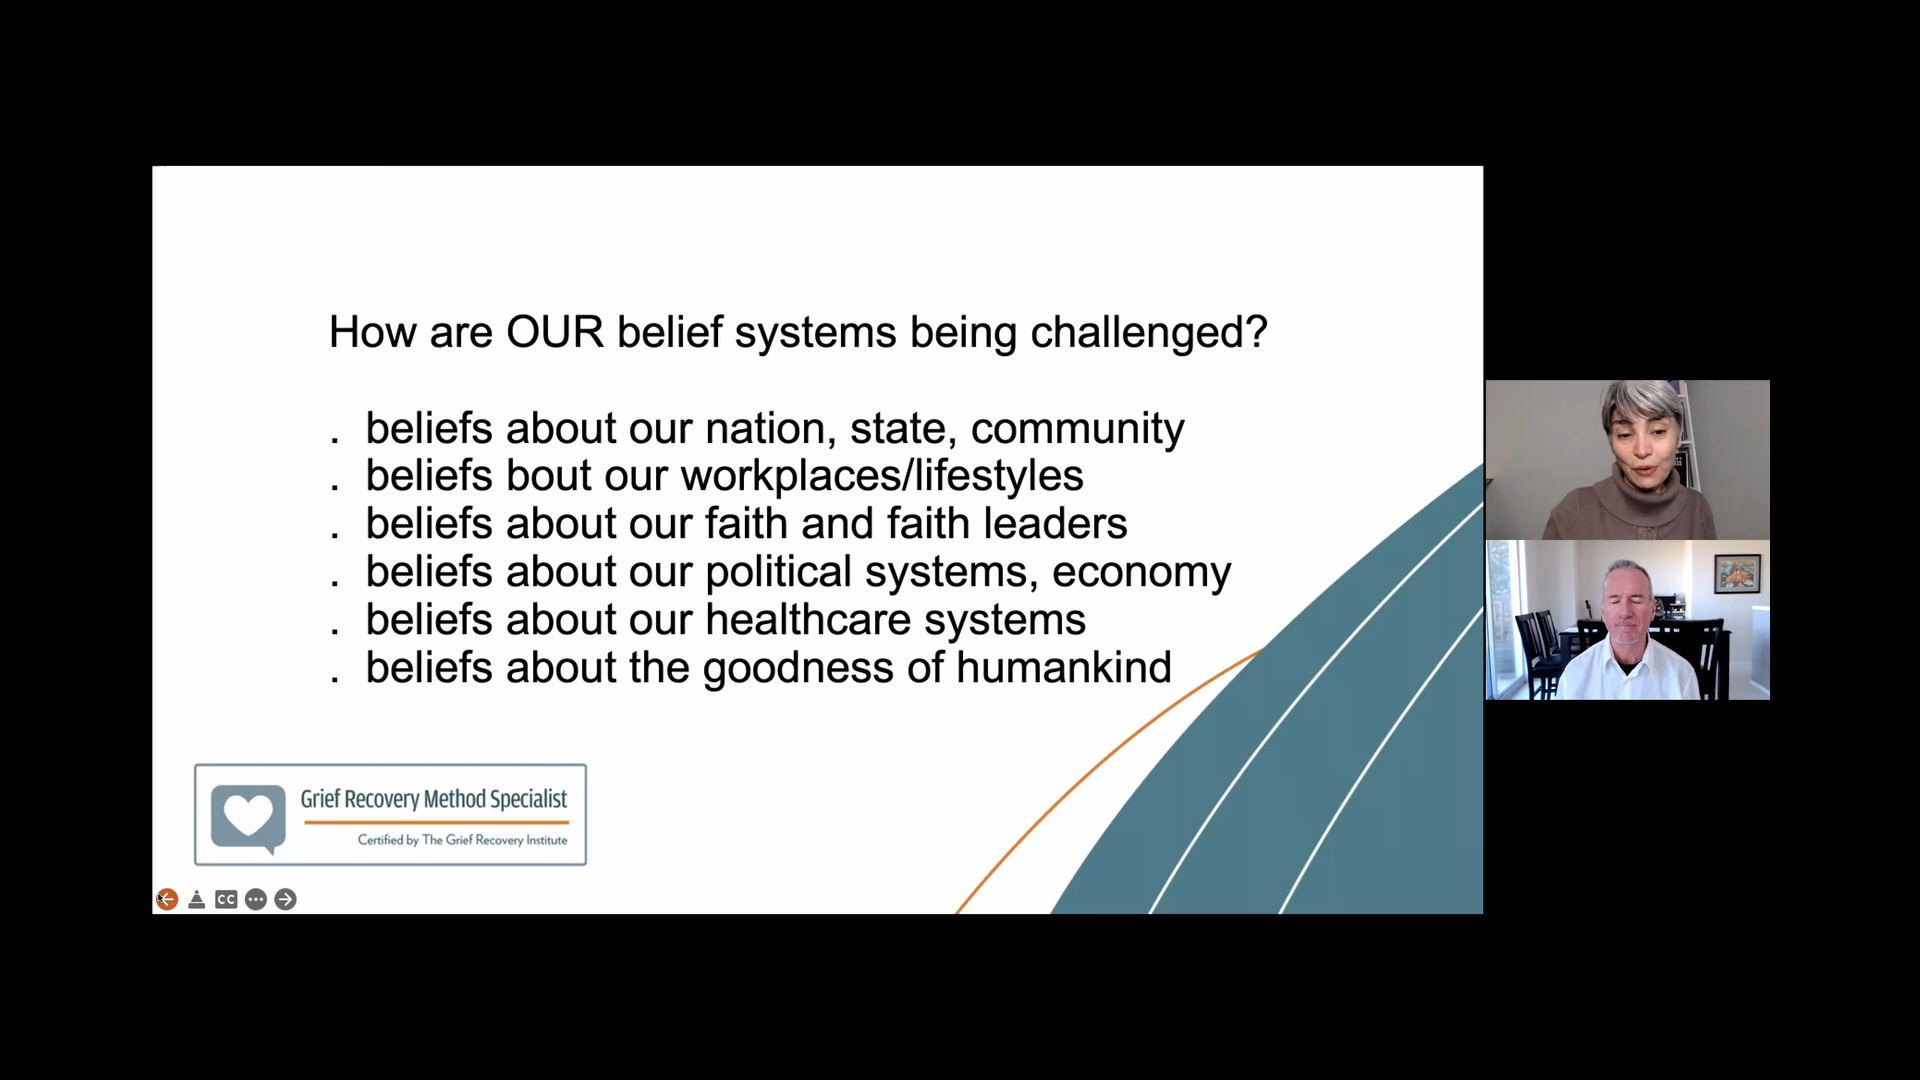 How are OUR belief systems being challenged?
. beliefs about our nation, state, community
. beliefs bout our workplaces/lifestyles
. beliefs about our faith and faith leaders
. beliefs about our political systems, economy
. beliefs about our healthcare systems
. beliefs about the goodness of humankind
Grief Recovery Method Specialist
Certified by The Grief Recovery Institute
CC